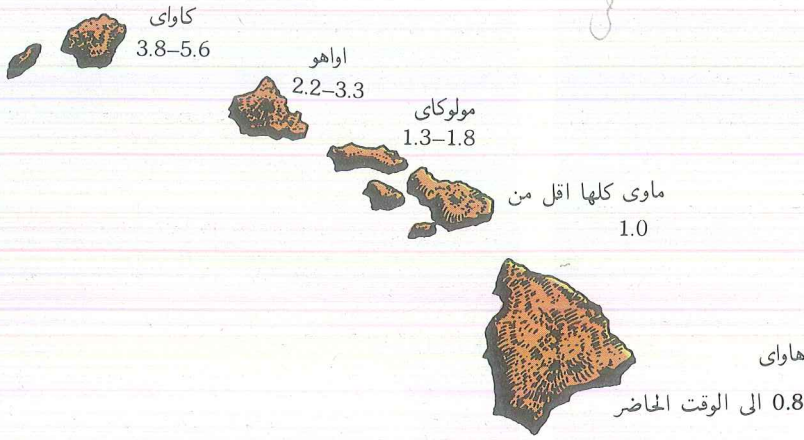 كاواى
3.8–5.6
اواهو
2.2–3.3
مولوكاى
1.3–1.8
ماوى كلها اقل من
1.0
هاواى
0.8 الى الوقت الحاضر